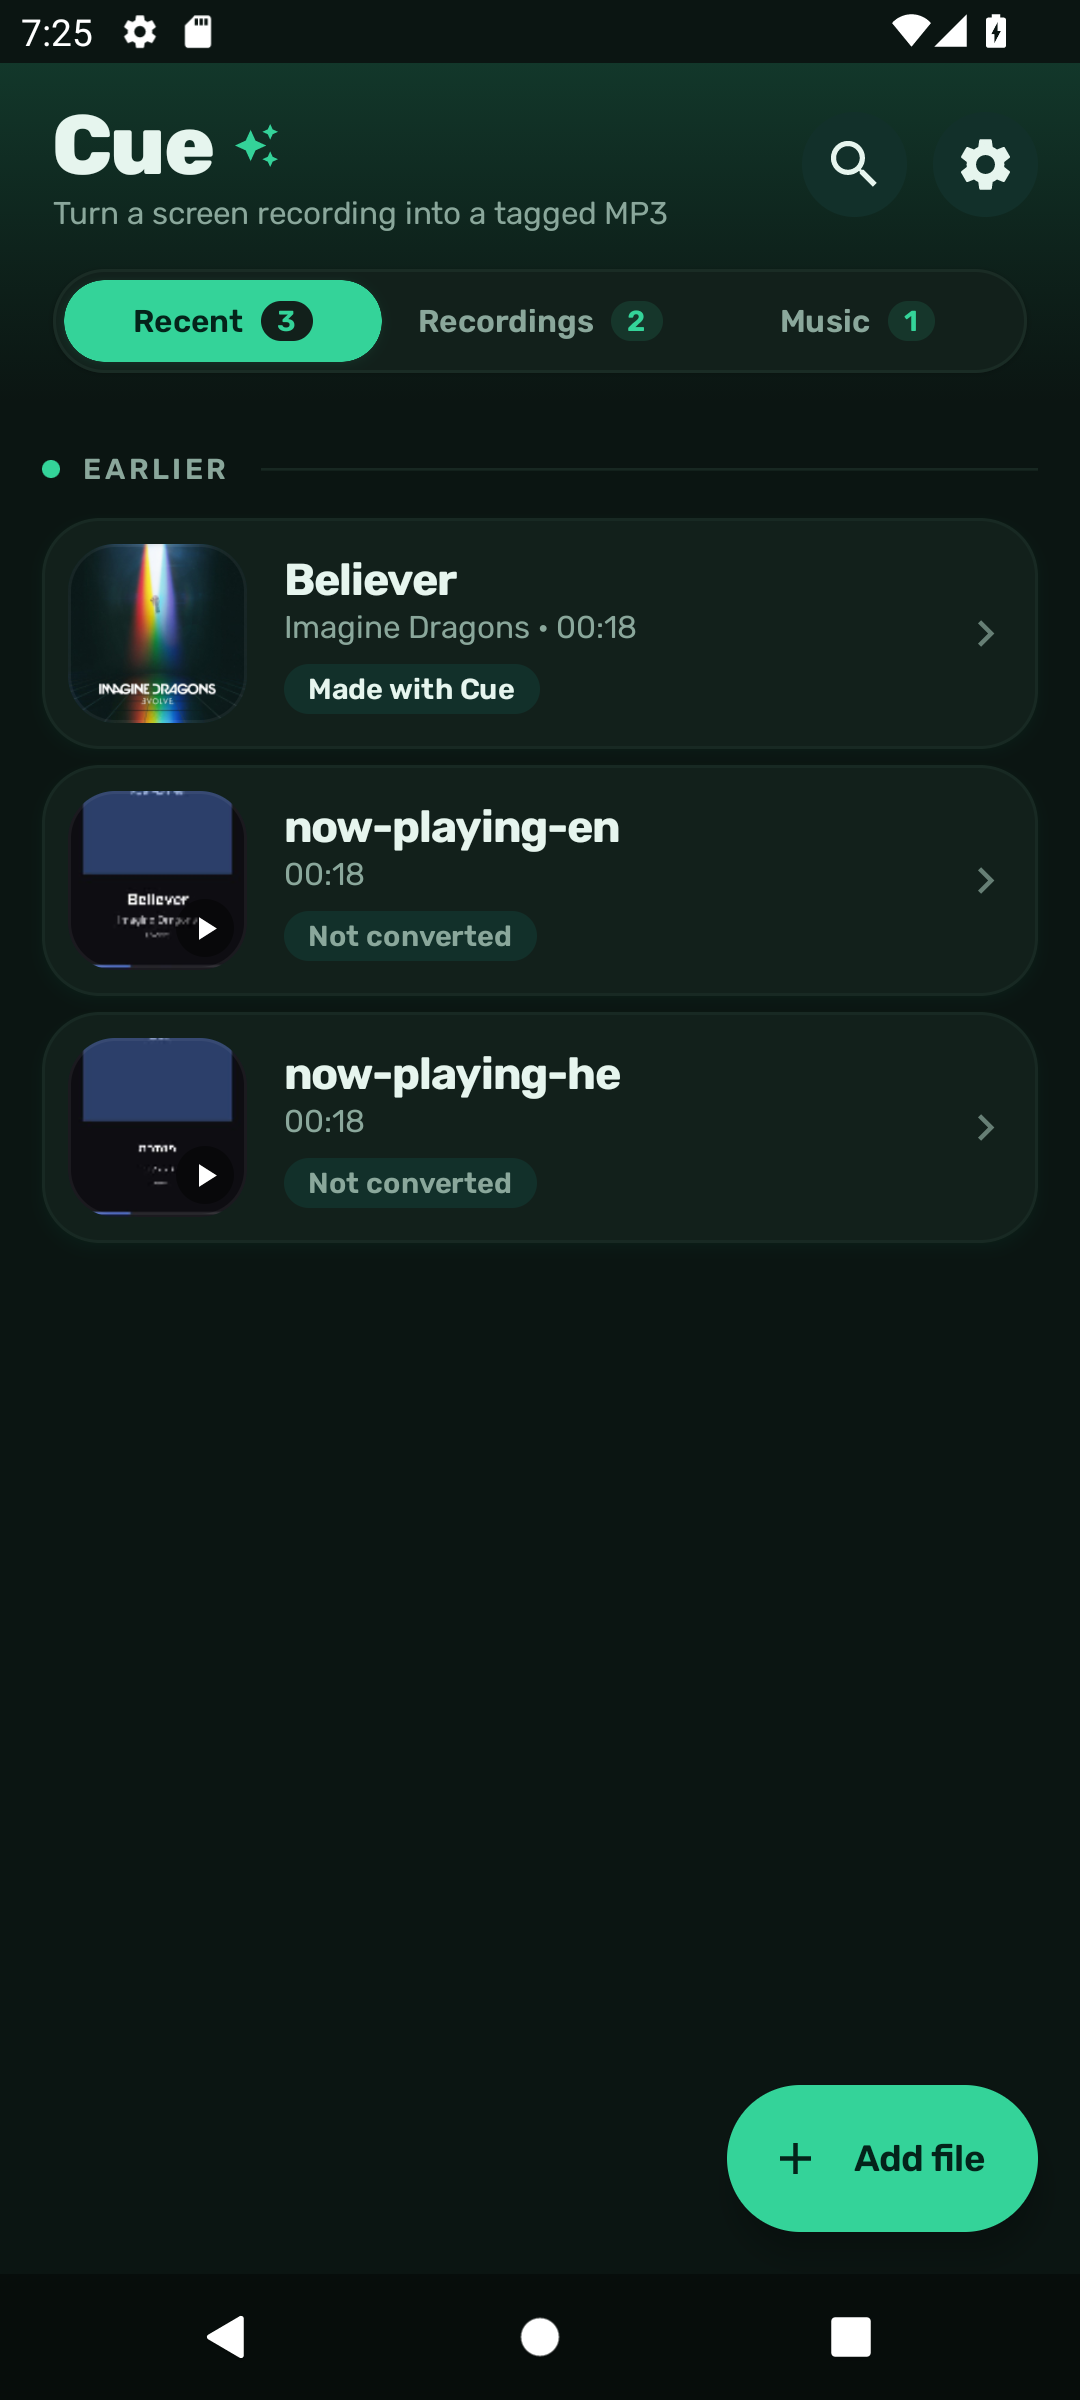 7:25
Cue
Turn a screen recording into a tagged MP3
Recent 3
Recordings 2
Music 1
EARLIER
IMAGINE DRAGONS
EVOLVE
Believer
Imagine Dragons • 00:18
Made with Cue
Believer
Imagine Dragons
now-playing-en
00:18
Not converted
now-playing-he
00:18
Not converted
+ Add file